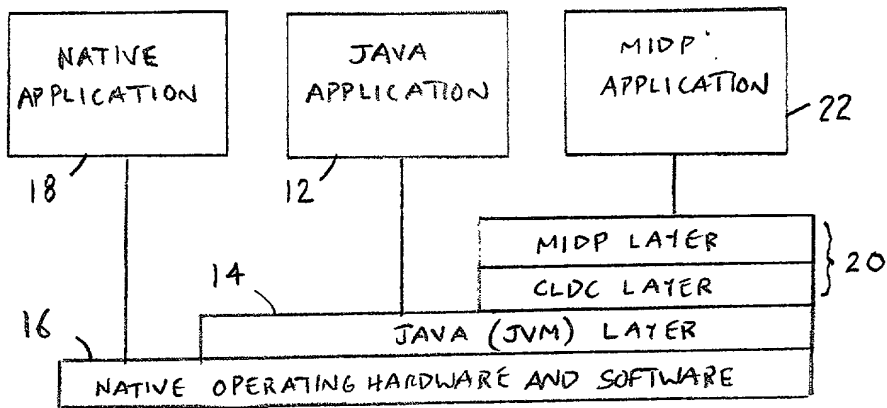 NATIVE
APPLICATION
JAVA
APPLICATION
MIDP
APPLICATION
22
18
12
MIDP LAYER
20
CLDC LAYER
14
16
JAVA (JVM) LAYER
NATIVE OPERATING HARDWARE AND SOFTWARE